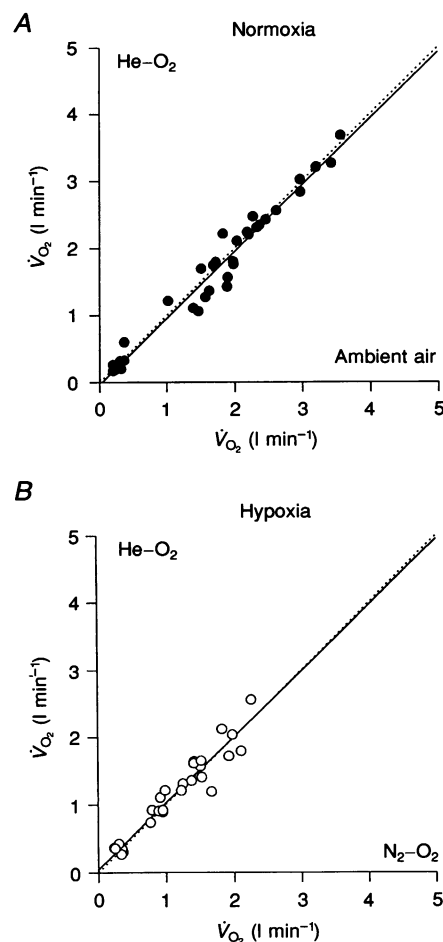 A
Normoxia
He–O2
5
4
3
2
1
0
V̇O2 (l min−1)
Ambient air
0
1
2
3
4
5
V̇O2 (l min−1)
B
Hypoxia
He–O2
5
4
3
2
1
0
V̇O2 (l min−1)
N2–O2
0
1
2
3
4
5
V̇O2 (l min−1)